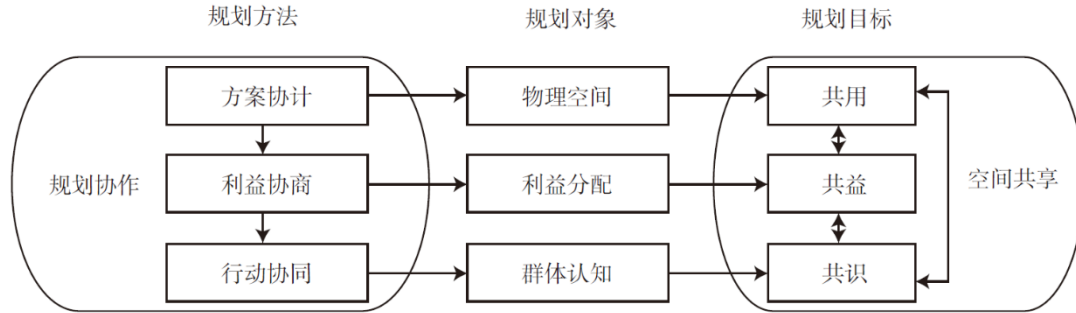 规划方法 规划对象 规划目标
方案协计 物理空间 共用
规划协作 利益协商 利益分配 共益 空间共享
行动协同 群体认知 共识